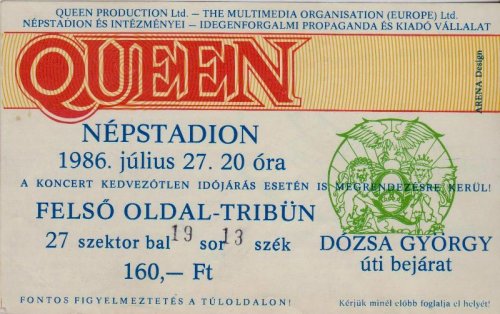 QUEEN PRODUCTION Ltd. – THE MULTIMEDIA ORGANISATION (EUROPE) Ltd.
NÉPSTADION ÉS INTÉZMÉNYEI – IDEGENFORGALMI PROPAGANDA ÉS KIADÓ VÁLLALAT
QUEEN
ARENA Design
NÉPSTADION
1986. július 27. 20 óra
A KONCERT KEDVEZŐTLEN IDŐJÁRÁS ESETÉN IS MEGRENDEZÉSRE KERÜL!
FELSŐ OLDAL-TRIBÜN
27 szektor bal 19 sor 13 szék
160,— Ft
DÓZSA GYÖRGY
úti bejárat
FONTOS FIGYELMEZTETÉS A TÚLOLDALON!
Kérjük minél előbb foglalja el helyét!